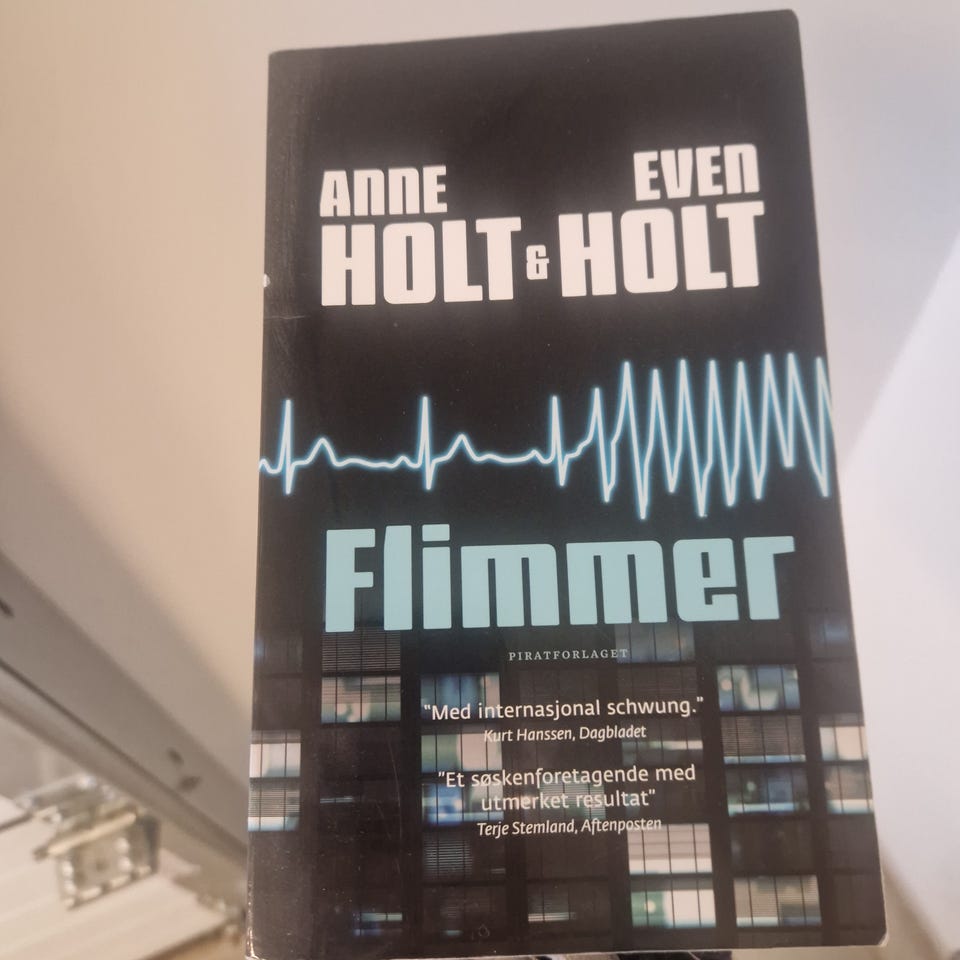 ANNE EVEN
HOLT & HOLT
Flimmer
PIRATFORLAGET
"Med internasjonal schwung."
Kurt Hanssen, Dagbladet
"Et søskenforetagende med
utmerket resultat"
Terje Stemland, Aftenposten